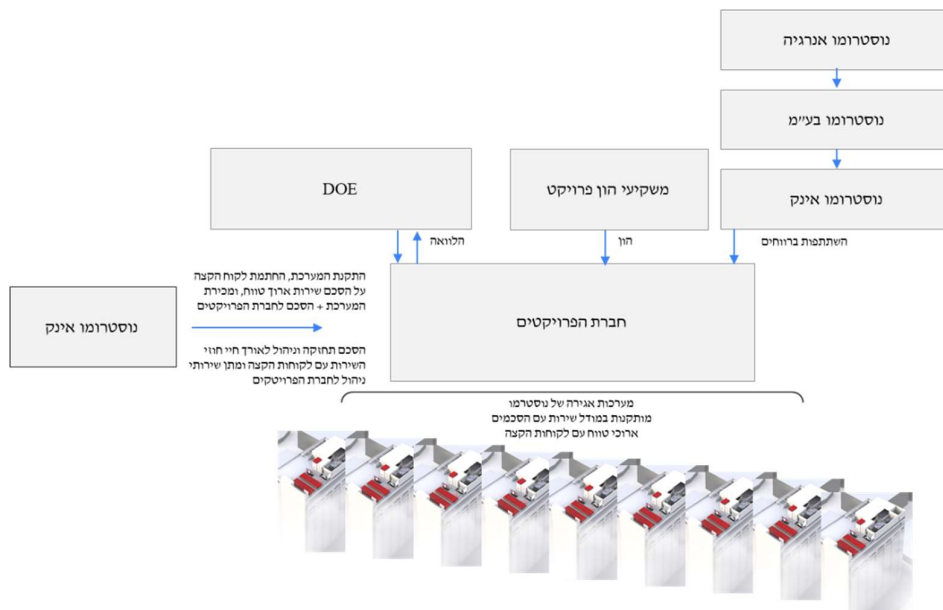 נוסטרומו אנרגיה
נוסטרומו בע"מ
DOE
משקיעי הון פרויקט
נוסטרומו אינק
הלוואה
הון
השתתפות ברווחים
התקנת המערכת, החתמת לקוח הקצה
על הסכם שירות ארוך טווח, ומכירת
המערכת + הסכם לחברת הפרויקטים
נוסטרומו אינק
חברת הפרויקטים
הסכם תחזקה וניהול לאורך חיי חוזי
השירות עם לקוחות הקצה ומתן שירותי
ניהול לחברת הפרויטקים
מערכות אגירה של נוסטרמו
מותקנות במודל שירות עם הסכמים
ארוכי טווח עם לקוחות הקצה